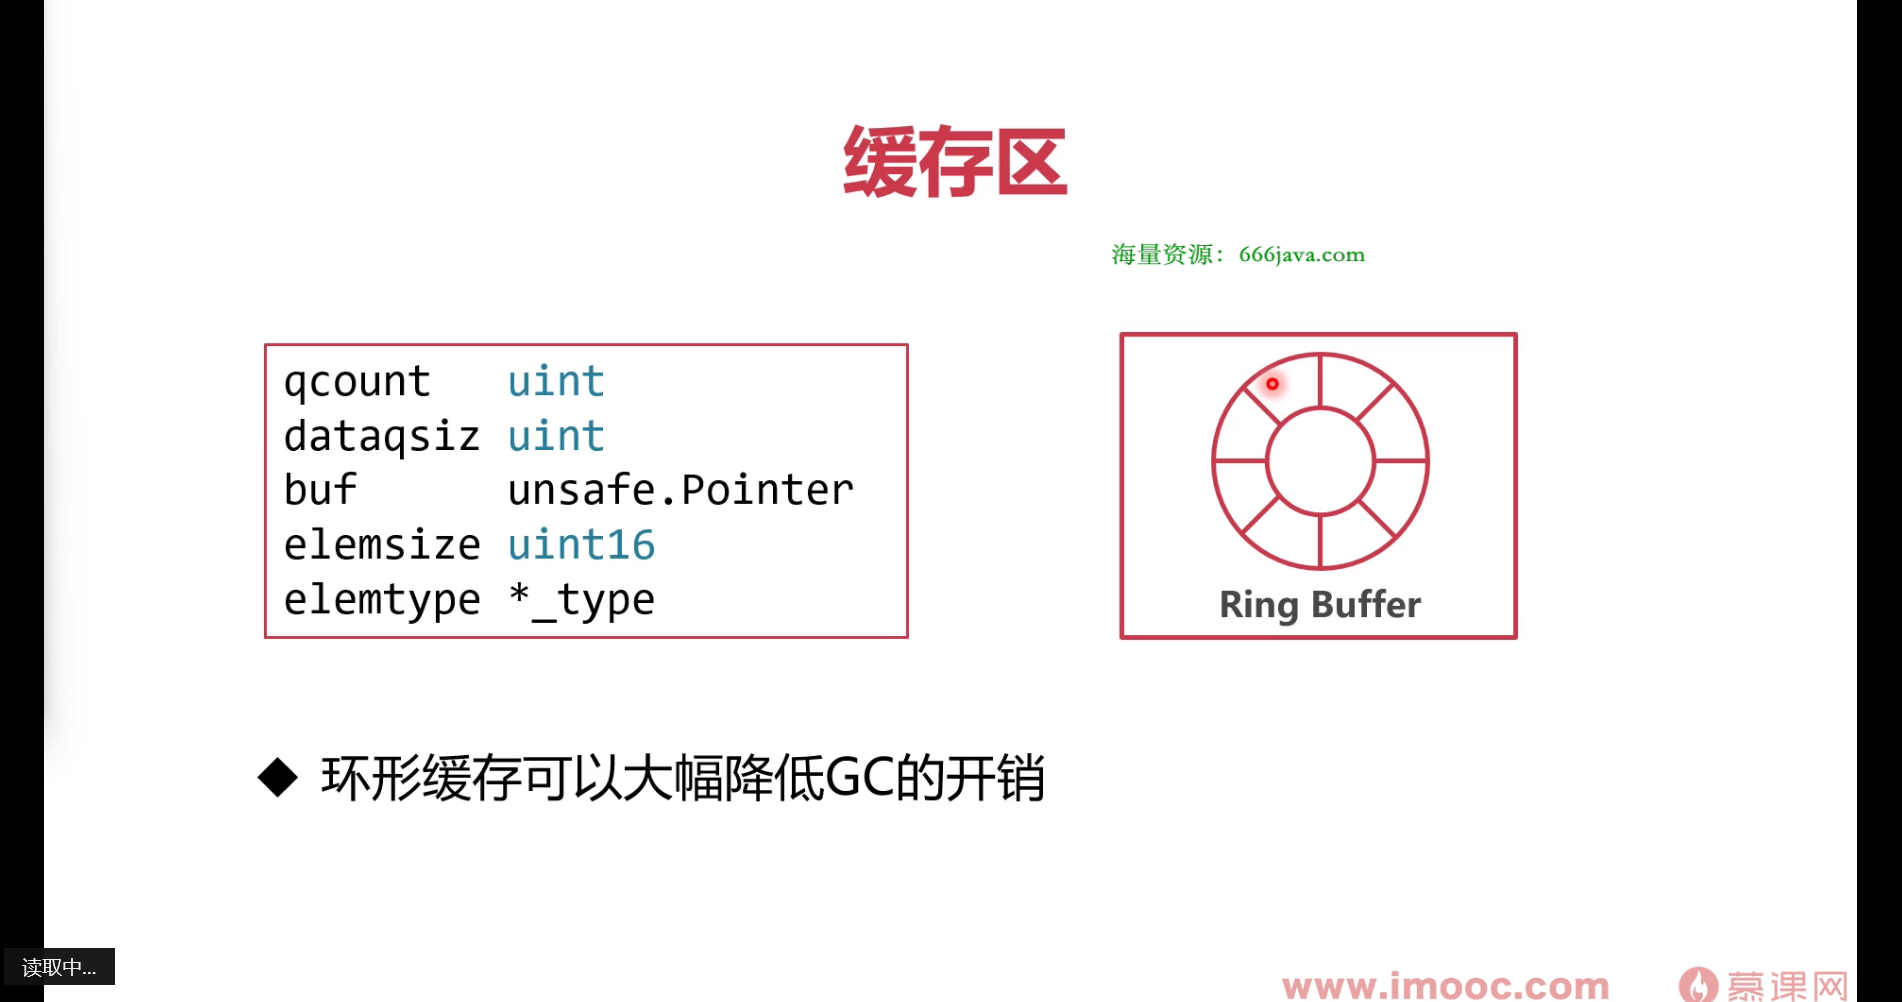 缓存区
海量资源：666java.com
qcount uint
dataqsiz uint
buf unsafe.Pointer
elemsize uint16
elemtype *_type
Ring Buffer
◆ 环形缓存可以大幅降低GC的开销
读取中...
www.imooc.com 慕课网